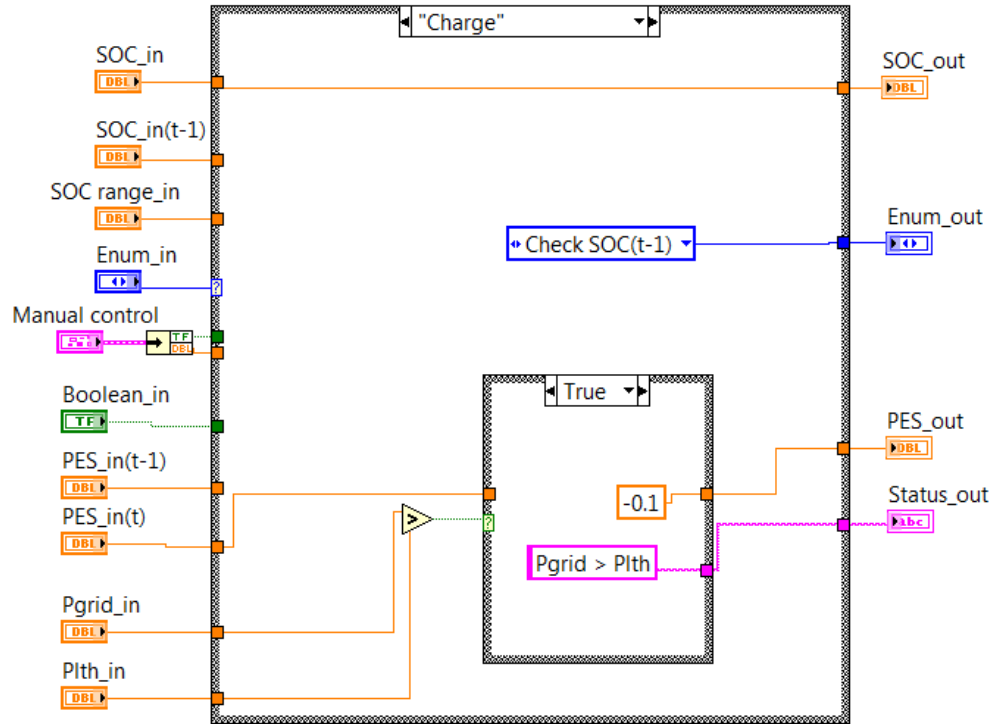 "Charge"
SOC_in
DBL
SOC_out
DBL
SOC_in(t-1)
DBL
SOC range_in
DBL
Enum_in
?
Check SOC(t-1)
Enum_out
Manual control
TF
DBL
Boolean_in
TF
True
PES_in(t-1)
DBL
PES_in(t)
DBL
>
?
-0.1
Pgrid > Plth
PES_out
DBL
Status_out
abc
Pgrid_in
DBL
Plth_in
DBL